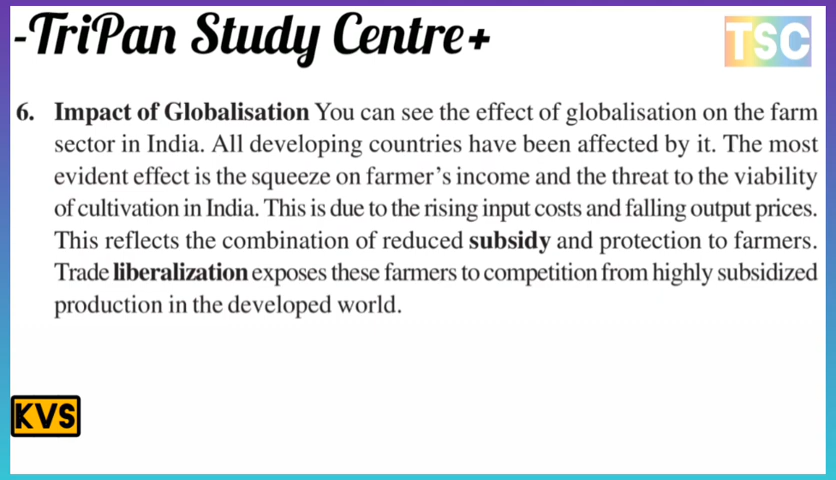 -TriPan Study Centre+
TSC
6. Impact of Globalisation You can see the effect of globalisation on the farm
sector in India. All developing countries have been affected by it. The most
evident effect is the squeeze on farmer's income and the threat to the viability
of cultivation in India. This is due to the rising input costs and falling output prices.
This reflects the combination of reduced subsidy and protection to farmers.
Trade liberalization exposes these farmers to competition from highly subsidized
production in the developed world.
KVS